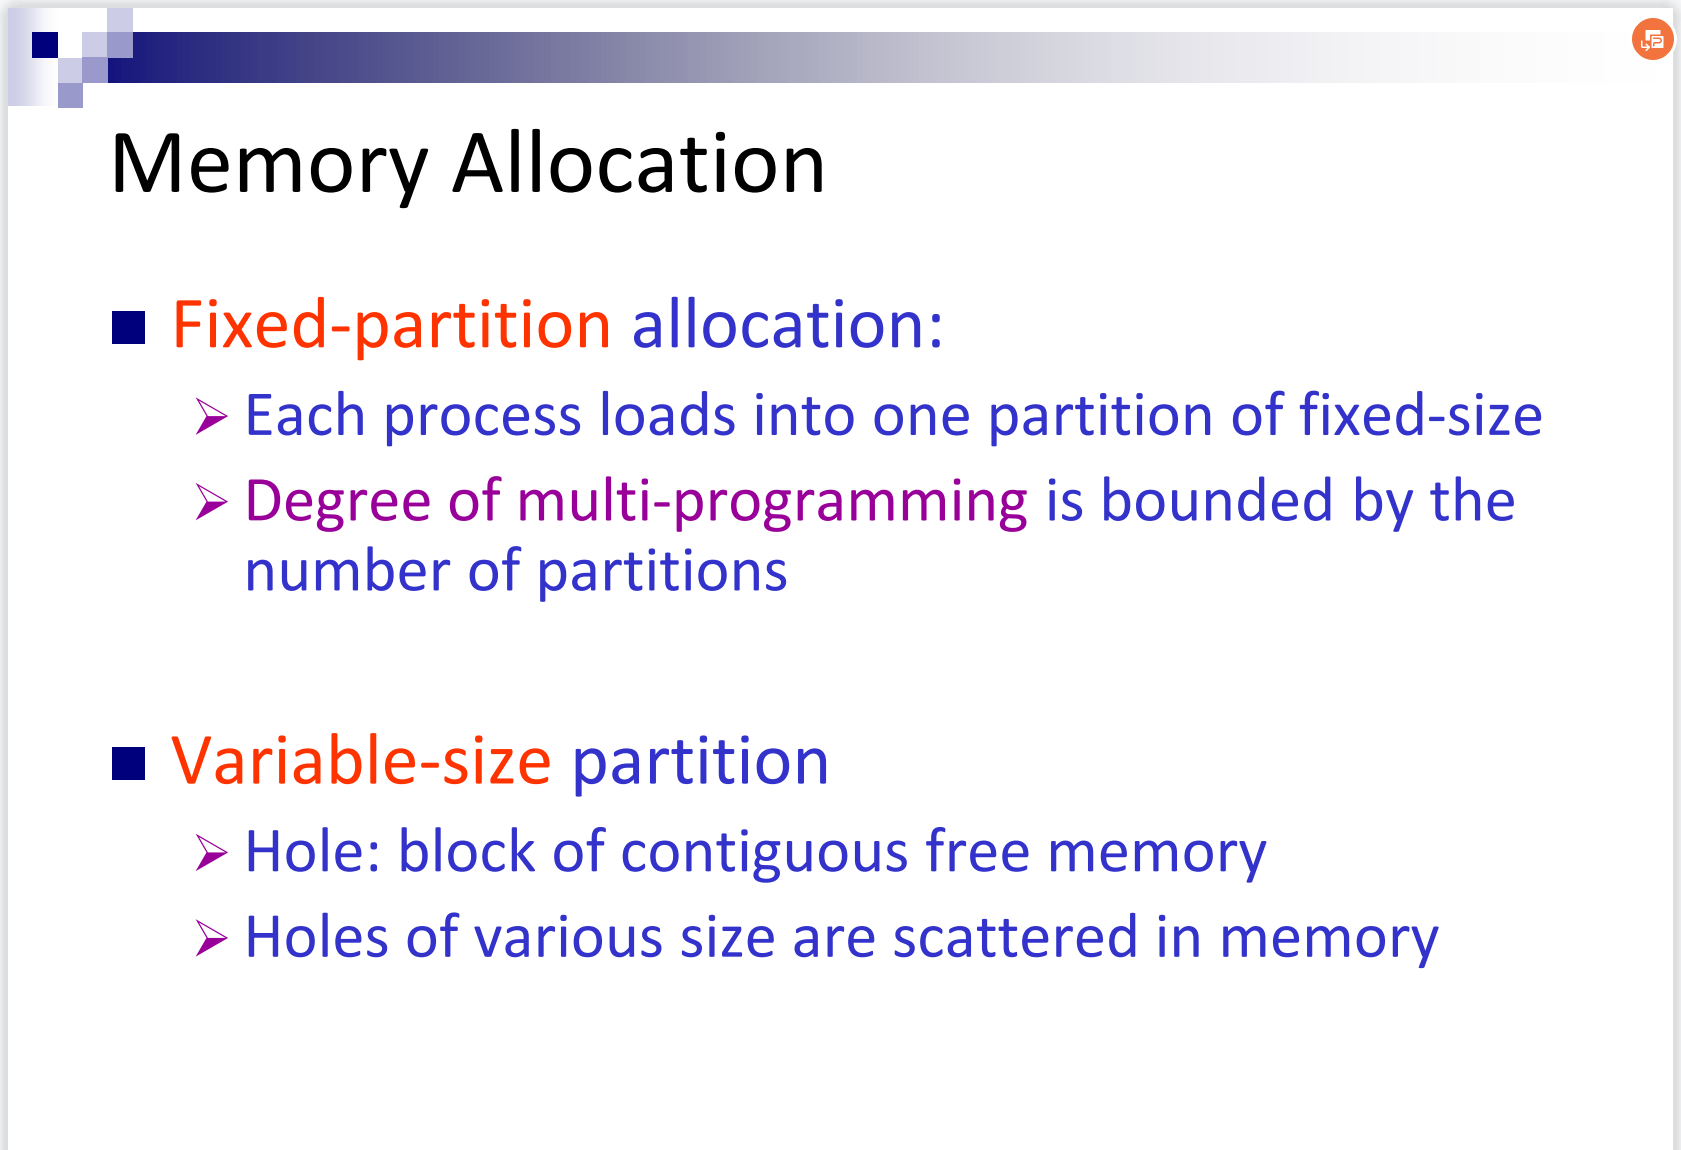 Memory Allocation
Fixed-partition allocation:
Each process loads into one partition of fixed-size
Degree of multi-programming is bounded by the
number of partitions
Variable-size partition
Hole: block of contiguous free memory
Holes of various size are scattered in memory